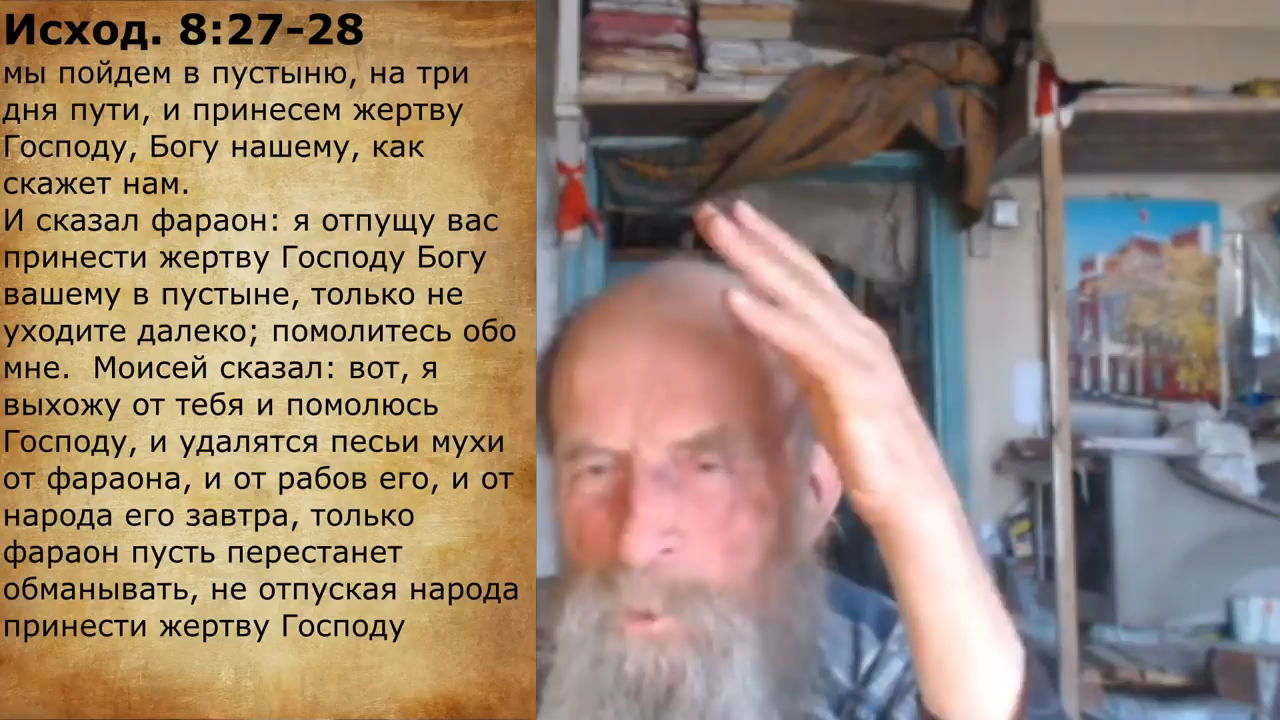 Исход. 8:27-28
мы пойдем в пустыню, на три
дня пути, и принесем жертву
Господу, Богу нашему, как
скажет нам.
И сказал фараон: я отпущу вас
принести жертву Господу Богу
вашему в пустыне, только не
уходите далеко; помолитесь обо
мне. Моисей сказал: вот, я
выхожу от тебя и помолюсь
Господу, и удалятся песьи мухи
от фараона, и от рабов его, и от
народа его завтра, только
фараон пусть перестанет
обманывать, не отпуская народа
принести жертву Господу